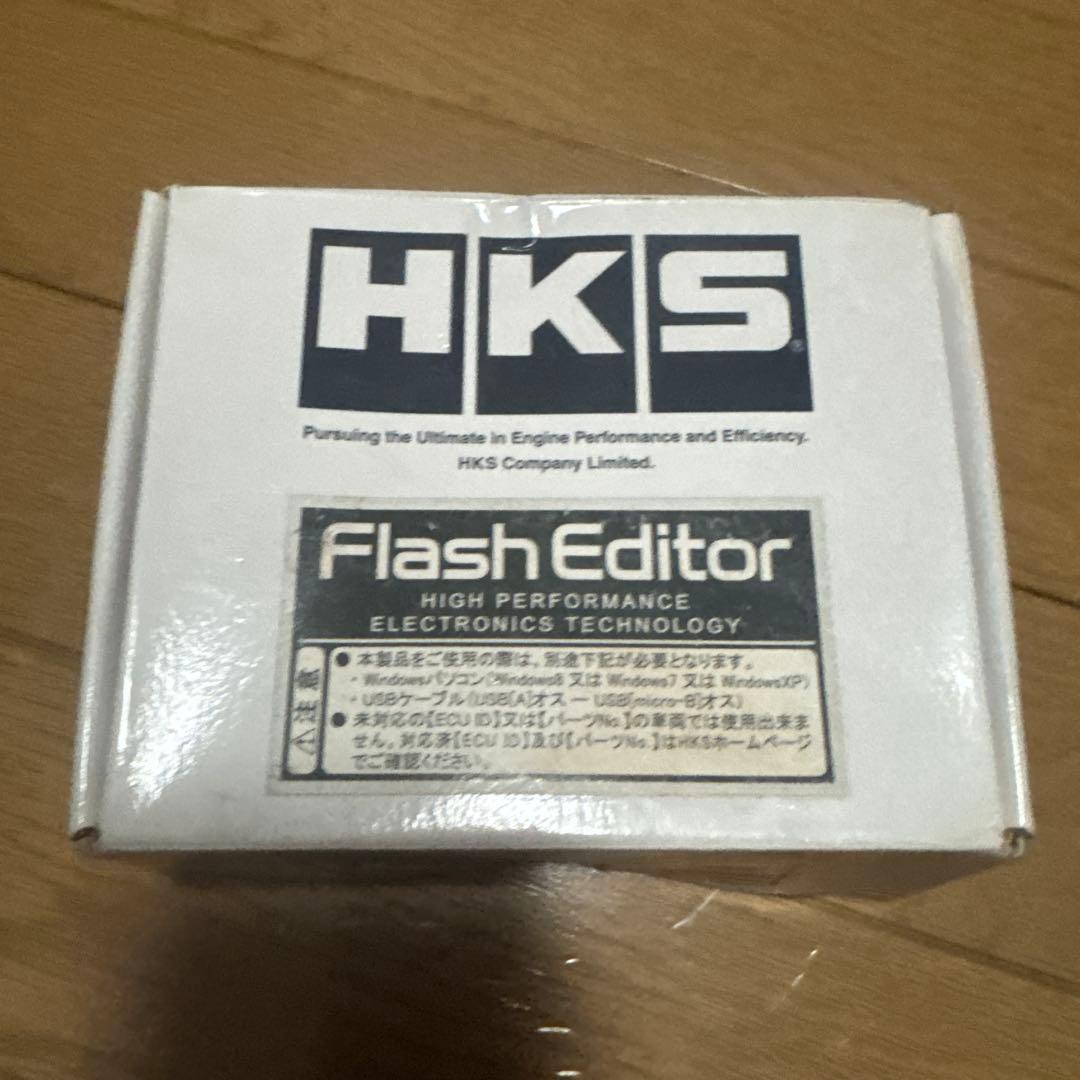 HKS®
Pursuing the Ultimate in Engine Performance and Efficiency.
HKS Company Limited.
Flash Editor
HIGH PERFORMANCE
ELECTRONICS TECHNOLOGY
⚠注意
● 本製品をご使用の際は、別途下記が必要となります。
・Windowsパソコン(Windows8 又は Windows7 又は WindowsXP)
・USBケーブル(USB[A]オス ー USB[micro-B]オス)
● 未対応の【ECU ID】又は【パーツNo.】の車両では使用出来ま
せん。対応済【ECU ID】及び【パーツNo.】はHKSホームページ
でご確認ください。